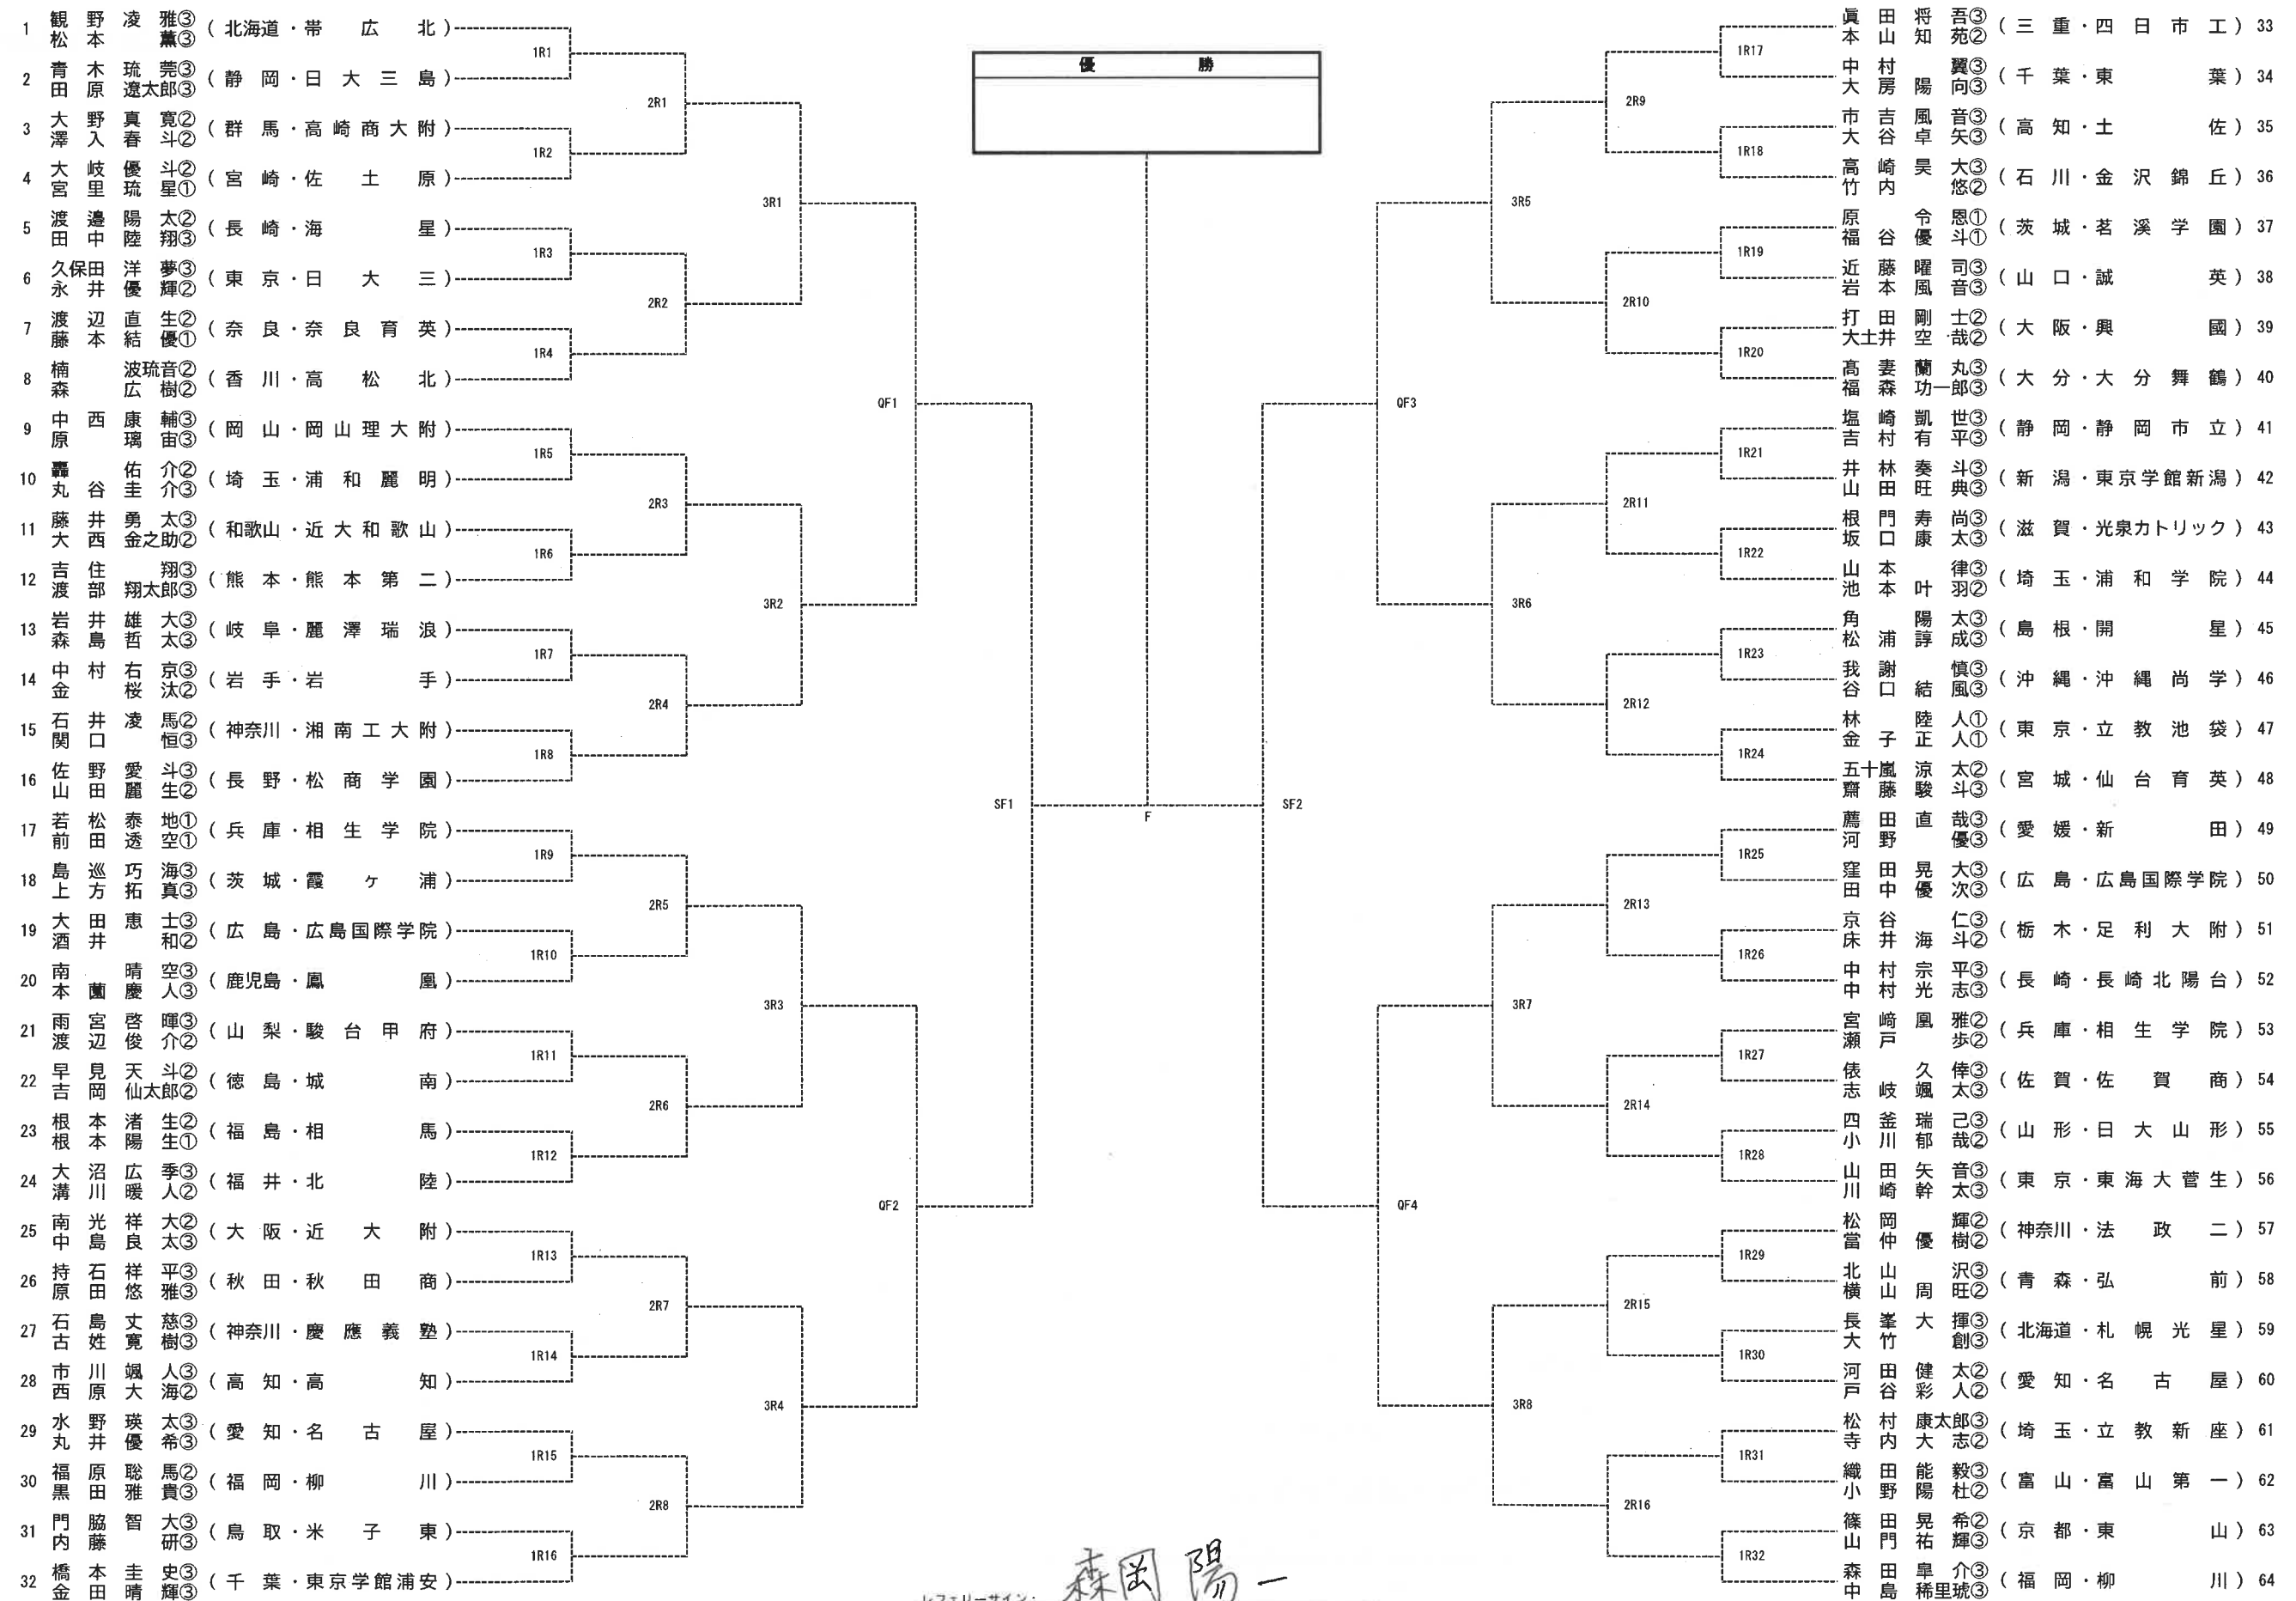 優勝
1 観野凌雅③ (北海道・帯広北)
松本薫③
2 青木琉莞③ (静岡・日大三島)
田原遼太郎③
3 大野真寛② (群馬・高崎商大附)
澤入春斗②
4 大岐優斗② (宮崎・佐土原)
宮里琉星①
5 渡邉陽太② (長崎・海星)
田中陸翔③
6 久保田洋夢③ (東京・日大三)
永井優輝②
7 渡辺直生② (奈良・奈良育英)
藤本結優①
8 楠波琉音② (香川・高松北)
森広樹②
9 中西康輔③ (岡山・岡山理大附)
原璃宙③
10 轟佑介② (埼玉・浦和麗明)
丸谷圭介③
11 藤井勇太③ (和歌山・近大和歌山)
大西金之助②
12 吉住翔③ (熊本・熊本第二)
渡部翔太郎③
13 岩井雄大③ (岐阜・麗澤瑞浪)
森島哲太③
14 中村右京③ (岩手・岩手)
金桜汰②
15 石井凌馬② (神奈川・湘南工大附)
関口恒③
16 佐野愛斗③ (長野・松商学園)
山田麗生②
17 若松泰地① (兵庫・相生学院)
前田透空①
18 島巡巧海③ (茨城・霞ヶ浦)
上方拓真③
19 大田恵士③ (広島・広島国際学院)
酒井和②
20 南晴空③ (鹿児島・鳳凰)
本薗慶人③
21 雨宮啓暉③ (山梨・駿台甲府)
渡辺俊介②
22 早見天斗② (徳島・城南)
吉岡仙太郎②
23 根本渚生② (福島・相馬)
根本陽生①
24 大沼広季③ (福井・北陸)
溝川暖人②
25 南光祥大② (大阪・近大附)
中島良太③
26 持石祥平③ (秋田・秋田商)
原田悠雅③
27 石島丈慈③ (神奈川・慶應義塾)
古姓寛樹③
28 市川颯人③ (高知・高知)
西原大海②
29 水野瑛太③ (愛知・名古屋)
丸井優希③
30 福原聡馬② (福岡・柳川)
黒田雅貴③
31 門脇智大③ (鳥取・米子東)
内藤研③
32 橋本圭史③ (千葉・東京学館浦安)
金田晴輝③
1R1
1R2
1R3
1R4
1R5
1R6
1R7
1R8
1R9
1R10
1R11
1R12
1R13
1R14
1R15
1R16
2R1
2R2
2R3
2R4
2R5
2R6
2R7
2R8
3R1
3R2
3R3
3R4
QF1
QF2
SF1
F
SF2
QF3
QF4
3R5
3R6
3R7
3R8
2R9
2R10
2R11
2R12
2R13
2R14
2R15
2R16
1R17
1R18
1R19
1R20
1R21
1R22
1R23
1R24
1R25
1R26
1R27
1R28
1R29
1R30
1R31
1R32
眞田将吾③ (三重・四日市工) 33
本山知苑②
中村翼③ (千葉・東葉) 34
大房陽向③
市吉風音③ (高知・土佐) 35
大谷卓矢③
高崎昊大③ (石川・金沢錦丘) 36
竹内悠②
原令恩① (茨城・茗溪学園) 37
福谷優斗①
近藤曜司③ (山口・誠英) 38
岩本風音③
打田剛士② (大阪・興國) 39
大土井空哉②
髙妻蘭丸③ (大分・大分舞鶴) 40
福森功一郎③
塩崎凱世③ (静岡・静岡市立) 41
吉村有平③
井林奏斗③ (新潟・東京学館新潟) 42
山田旺典③
根門寿尚③ (滋賀・光泉カトリック) 43
坂口康太③
山本律③ (埼玉・浦和学院) 44
池本叶羽②
角陽太③ (島根・開星) 45
松浦諄成③
我謝慎③ (沖縄・沖縄尚学) 46
谷口結風③
林陸人① (東京・立教池袋) 47
金子正人①
五十嵐涼太② (宮城・仙台育英) 48
齋藤駿斗③
薦田直哉③ (愛媛・新田) 49
河野優③
窪田晃大③ (広島・広島国際学院) 50
田中優次③
京谷仁③ (栃木・足利大附) 51
床井海斗②
中村宗平③ (長崎・長崎北陽台) 52
中村光志③
宮﨑凰雅② (兵庫・相生学院) 53
瀬戸歩②
俵久倖③ (佐賀・佐賀商) 54
志岐颯太③
四釜瑞己③ (山形・日大山形) 55
小川郁哉②
山田矢音③ (東京・東海大菅生) 56
川崎幹太③
松岡輝② (神奈川・法政二) 57
當仲優樹②
北山沢③ (青森・弘前) 58
横山周旺②
長峯大揮③ (北海道・札幌光星) 59
大竹創③
河田健太② (愛知・名古屋) 60
戸谷彩人②
松村康太郎③ (埼玉・立教新座) 61
寺内大志②
織田能毅③ (富山・富山第一) 62
小野陽杜②
篠田晃希② (京都・東山) 63
山門祐輝③
森田皐介③ (福岡・柳川) 64
中島稀里琥③
レフェリーサイン: 森岡陽一